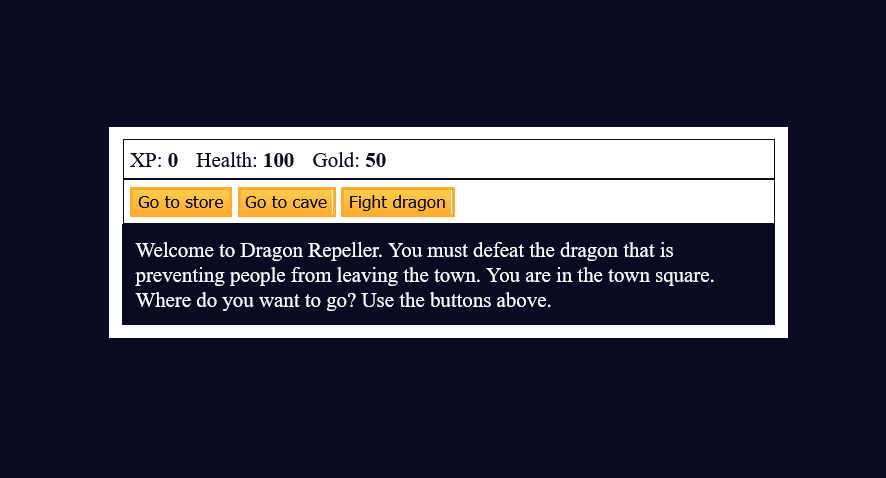 XP: 0 Health: 100 Gold: 50
Go to store Go to cave Fight dragon
Welcome to Dragon Repeller. You must defeat the dragon that is
preventing people from leaving the town. You are in the town square.
Where do you want to go? Use the buttons above.